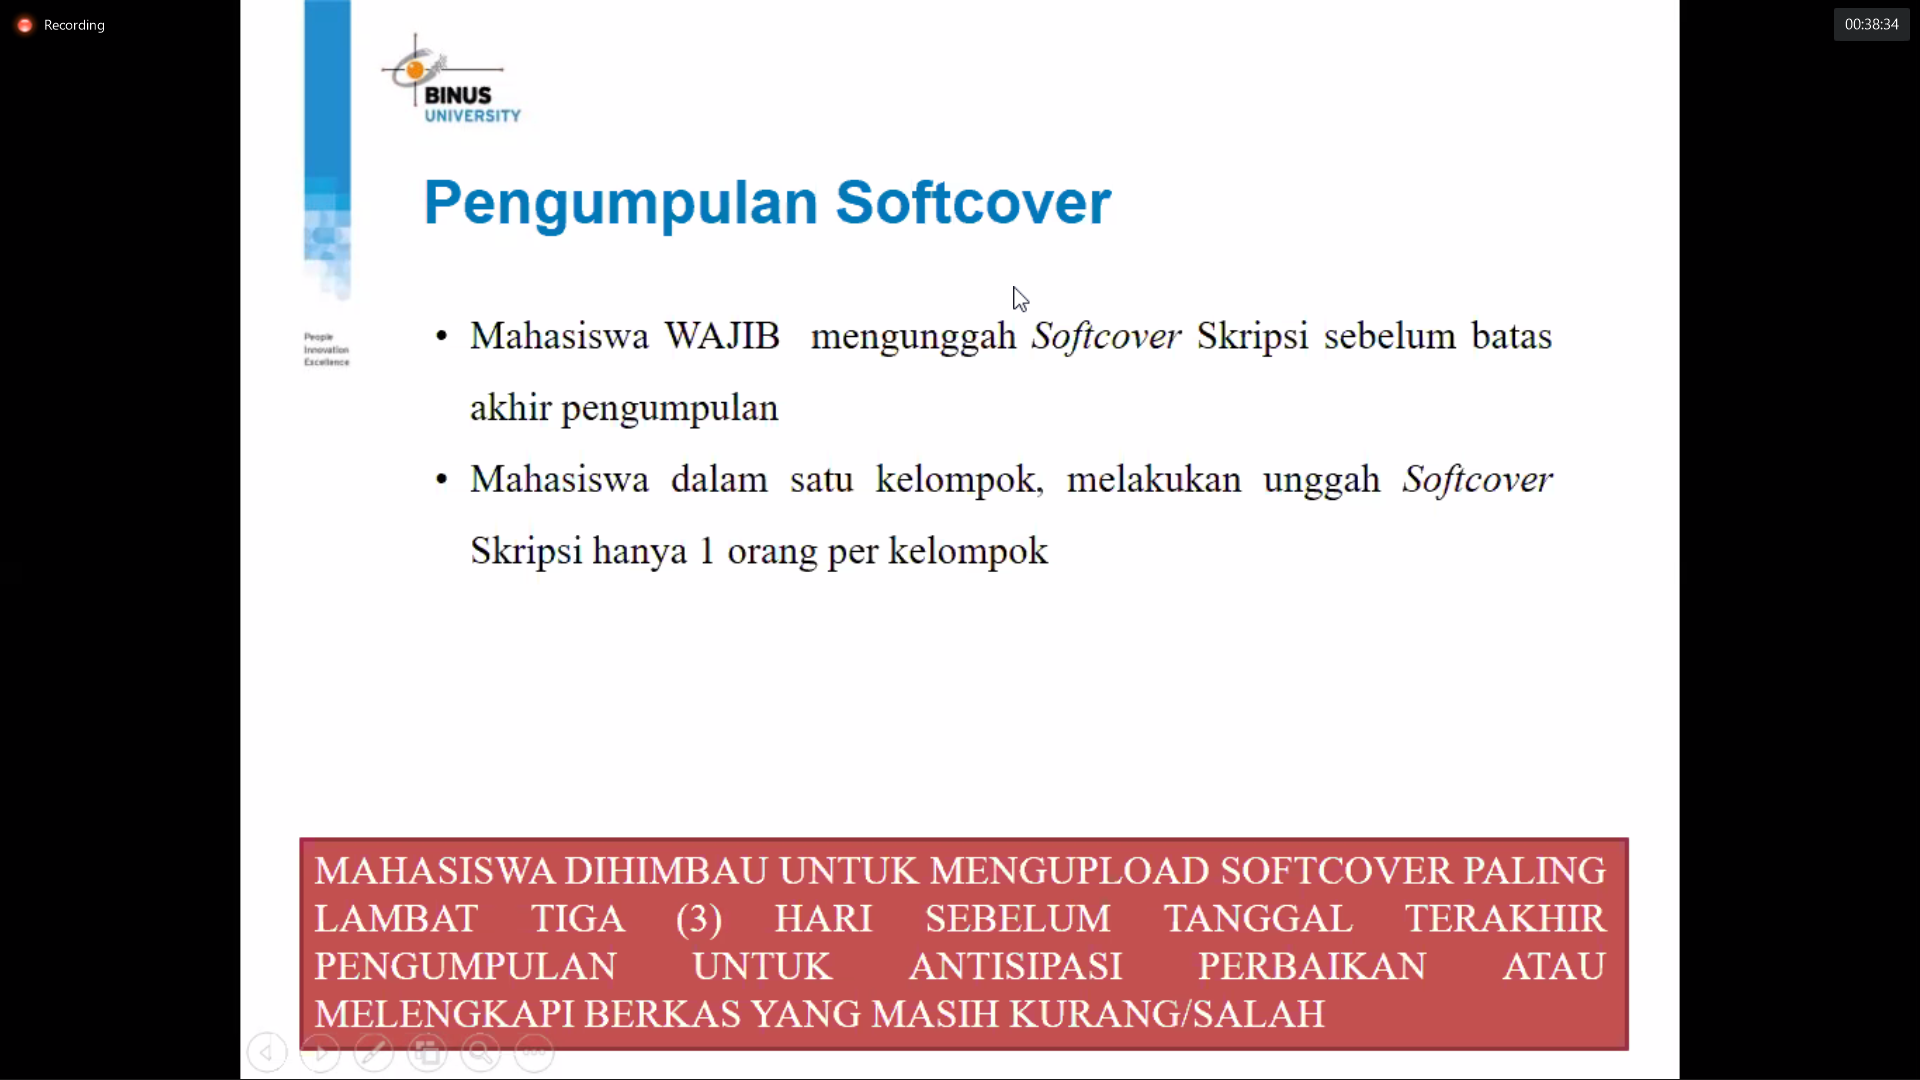 Recording
00:38:34
BINUS
UNIVERSITY
Pengumpulan Softcover
People
Innovation
Excellence
• Mahasiswa WAJIB mengunggah Softcover Skripsi sebelum batas
akhir pengumpulan
• Mahasiswa dalam satu kelompok, melakukan unggah Softcover
Skripsi hanya 1 orang per kelompok
MAHASISWA DIHIMBAU UNTUK MENGUPLOAD SOFTCOVER PALING
LAMBAT TIGA (3) HARI SEBELUM TANGGAL TERAKHIR
PENGUMPULAN UNTUK ANTISIPASI PERBAIKAN ATAU
MELENGKAPI BERKAS YANG MASIH KURANG/SALAH